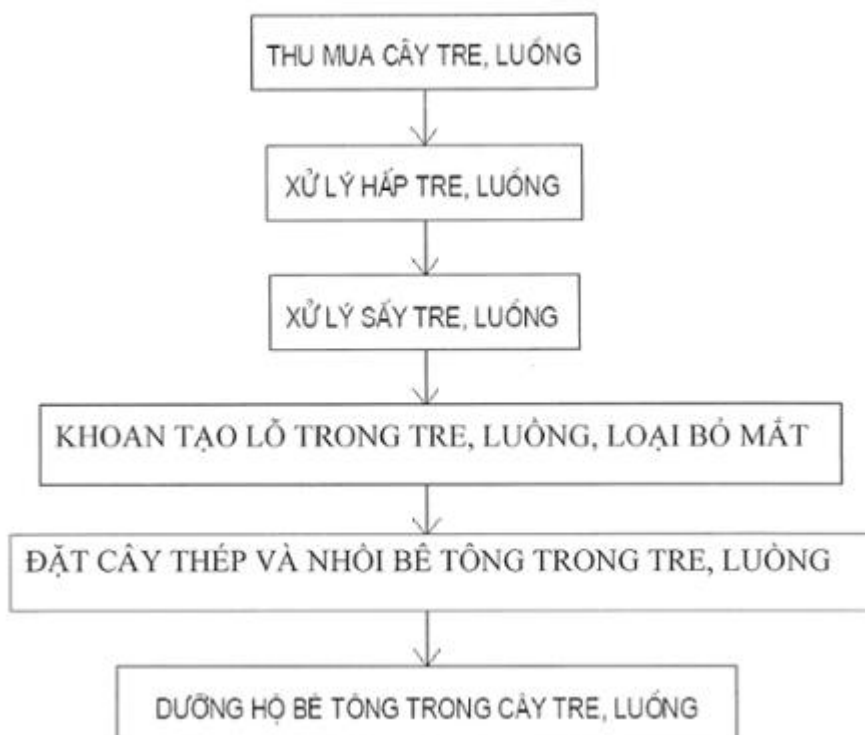 THU MUA CÂY TRE, LUỒNG
XỬ LÝ HẤP TRE, LUỒNG
XỬ LÝ SẤY TRE, LUỒNG
KHOAN TẠO LỖ TRONG TRE, LUỒNG, LOẠI BỎ MẮT
ĐẶT CÂY THÉP VÀ NHỒI BÊ TÔNG TRONG TRE, LUỒNG
DƯỠNG HỘ BÊ TÔNG TRONG CÂY TRE, LUỒNG